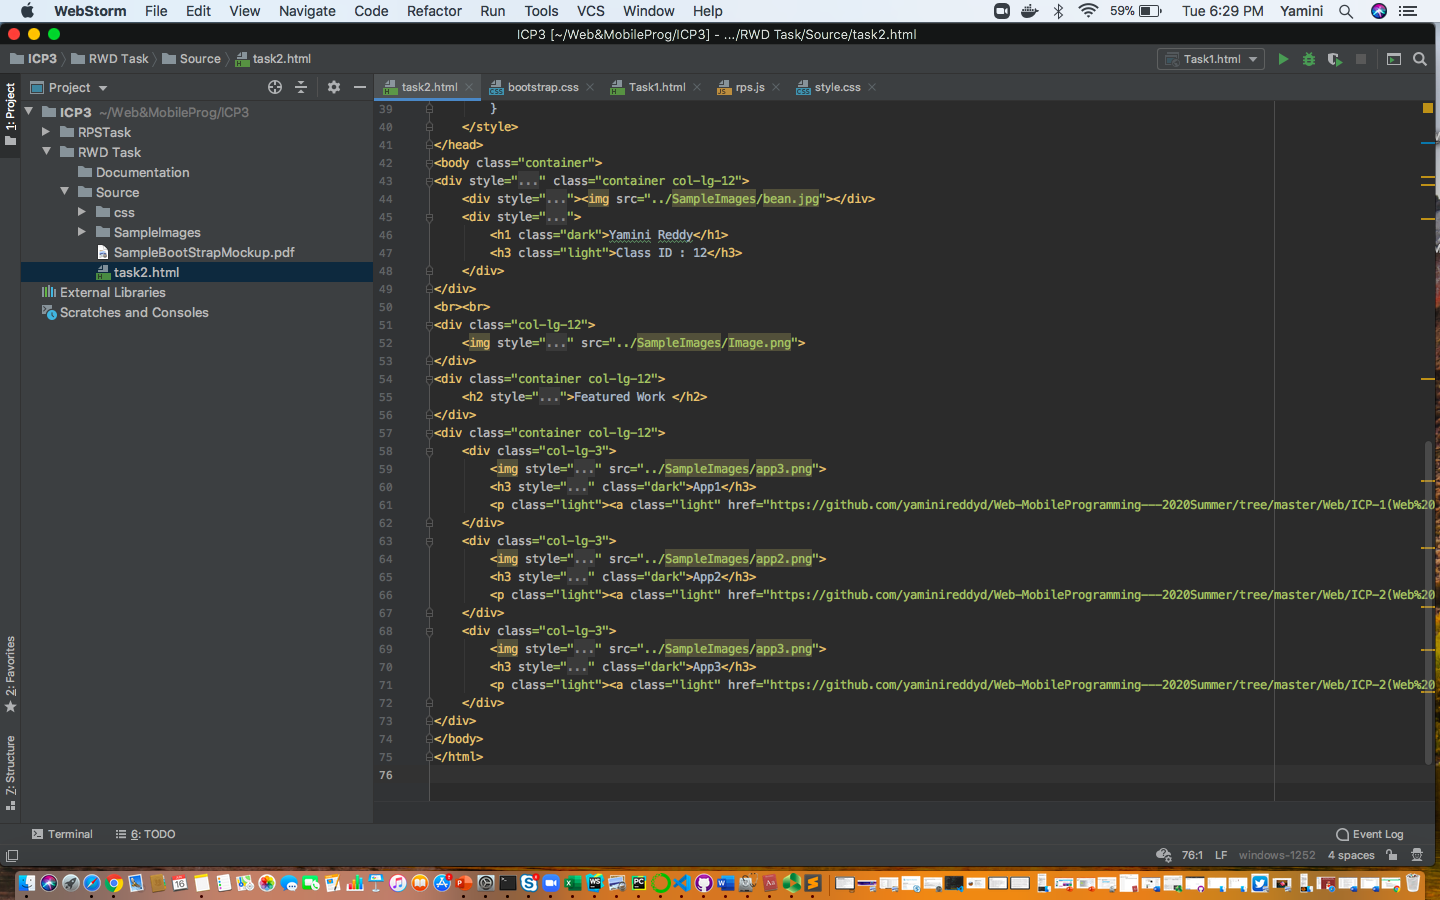 WebStorm File Edit View Navigate Code Refactor Run Tools VCS Window Help 59% Tue 6:29 PM Yamini
ICP3 [~/Web&MobileProg/ICP3] - .../RWD Task/Source/task2.html
ICP3 RWD Task Source task2.html Task1.html
Project
task2.html bootstrap.css Task1.html rps.js style.css
1: Project
ICP3 ~/Web&MobileProg/ICP3
RPSTask
RWD Task
Documentation
Source
css
SampleImages
SampleBootStrapMockup.pdf
task2.html
External Libraries
Scratches and Consoles
2: Favorites
Z: Structure
39 }
40 </style>
41 </head>
42 <body class="container">
43 <div style="..." class="container col-lg-12">
44 <div style="..."><img src="../SampleImages/bean.jpg"></div>
45 <div style="...">
46 <h1 class="dark">Yamini Reddy</h1>
47 <h3 class="light">Class ID : 12</h3>
48 </div>
49 </div>
50 <br><br>
51 <div class="col-lg-12">
52 <img style="..." src="../SampleImages/Image.png">
53 </div>
54 <div class="container col-lg-12">
55 <h2 style="...">Featured Work </h2>
56 </div>
57 <div class="container col-lg-12">
58 <div class="col-lg-3">
59 <img style="..." src="../SampleImages/app3.png">
60 <h3 style="..." class="dark">App1</h3>
61 <p class="light"><a class="light" href="https://github.com/yaminireddyd/Web-MobileProgramming---2020Summer/tree/master/Web/ICP-1(Web%20
62 </div>
63 <div class="col-lg-3">
64 <img style="..." src="../SampleImages/app2.png">
65 <h3 style="..." class="dark">App2</h3>
66 <p class="light"><a class="light" href="https://github.com/yaminireddyd/Web-MobileProgramming---2020Summer/tree/master/Web/ICP-2(Web%20
67 </div>
68 <div class="col-lg-3">
69 <img style="..." src="../SampleImages/app3.png">
70 <h3 style="..." class="dark">App3</h3>
71 <p class="light"><a class="light" href="https://github.com/yaminireddyd/Web-MobileProgramming---2020Summer/tree/master/Web/ICP-2(Web%20
72 </div>
73 </div>
74 </body>
75 </html>
76
Terminal 6: TODO Event Log
76:1 LF windows-1252 4 spaces